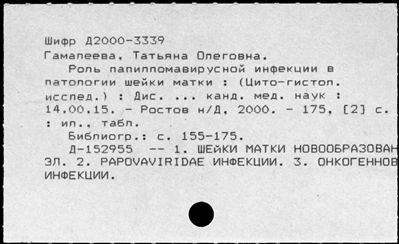 Шифр Д2000-3339
Гамалеева, Татьяна Олеговна.
Роль папилломавирусной инфекции в
патологии шейки матки : (Цито-гистол.
исслед.) : Дис. ... канд. мед. наук :
14.00.15. - Ростов н/Д, 2000. - 175, [2] с.
: ил., табл.
Библиогр.: с. 155-175.
Д-152955 -- 1. ШЕЙКИ МАТКИ НОВООБРАЗОВАН
ЭЛ. 2. PAPOVAVIRIDAE ИНФЕКЦИИ. 3. ОНКОГЕННОВ
ИНФЕКЦИИ.